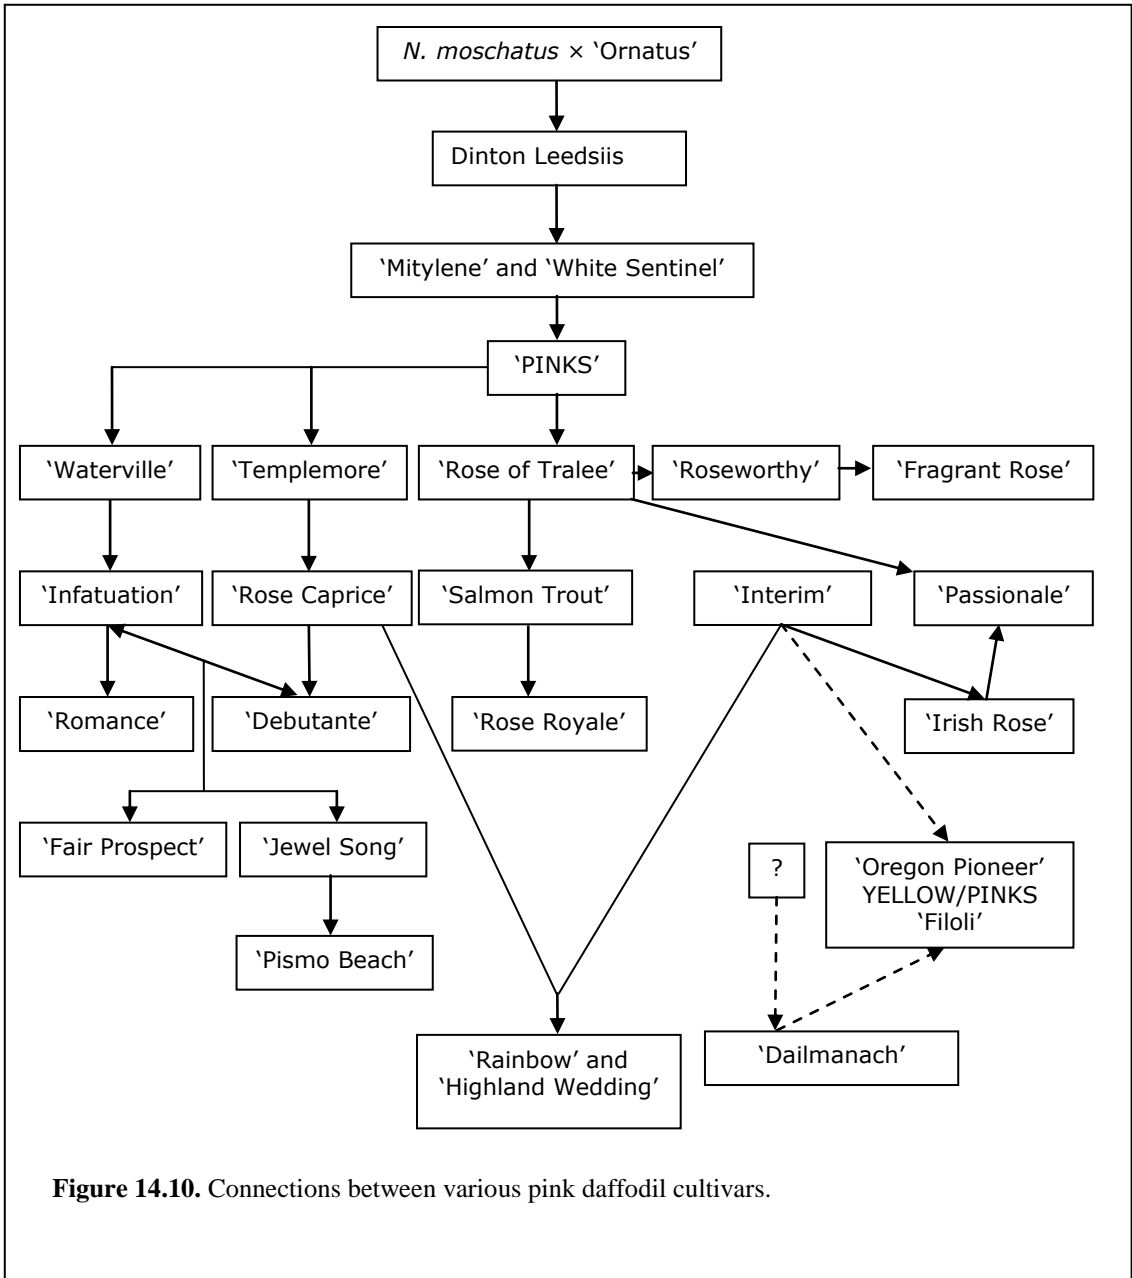 N. moschatus × ‘Ornatus’
Dinton Leedsiis
‘Mitylene’ and ‘White Sentinel’
‘PINKS’
‘Waterville’
‘Templemore’
‘Rose of Tralee’
‘Roseworthy’
‘Fragrant Rose’
‘Infatuation’
‘Rose Caprice’
‘Salmon Trout’
‘Interim’
‘Passionale’
‘Romance’
‘Debutante’
‘Rose Royale’
‘Irish Rose’
‘Fair Prospect’
‘Jewel Song’
?
‘Oregon Pioneer’
YELLOW/PINKS
‘Filoli’
‘Pismo Beach’
‘Rainbow’ and
‘Highland Wedding’
‘Dailmanach’
Figure 14.10. Connections between various pink daffodil cultivars.